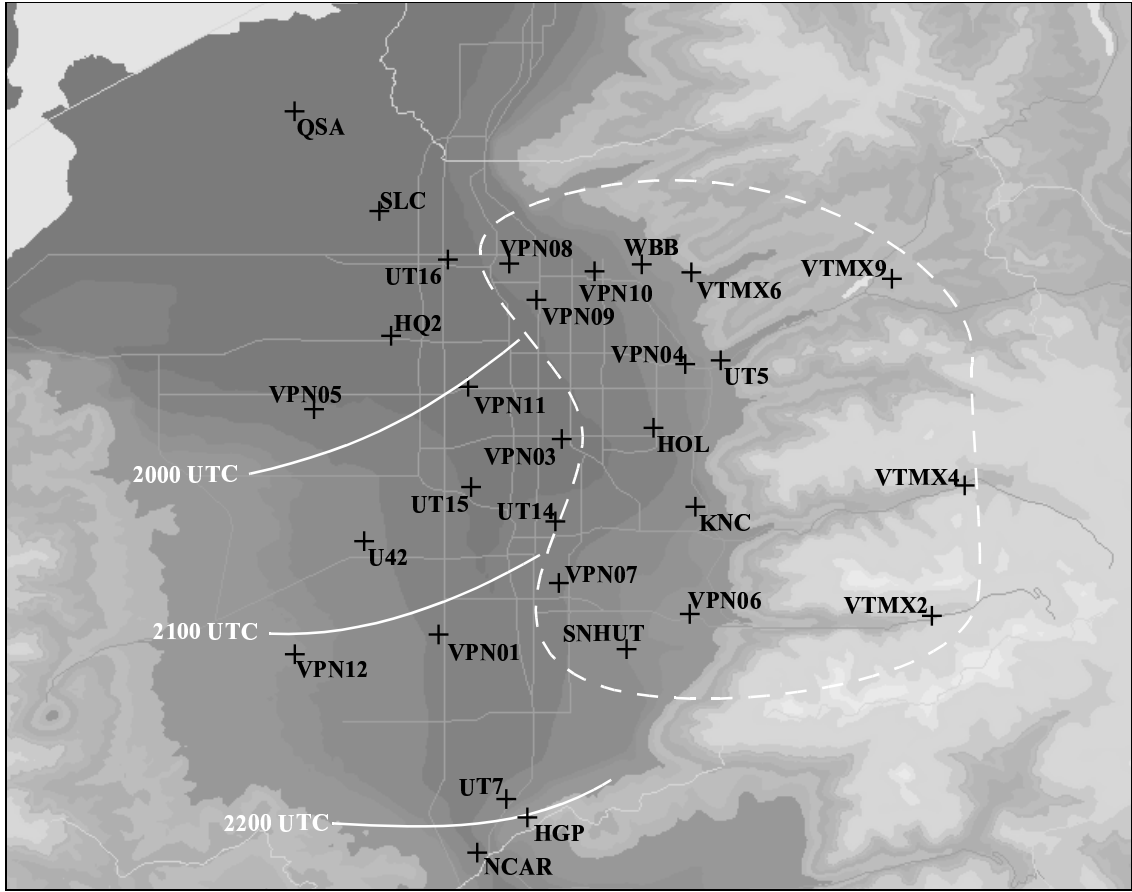 QSA
SLC
VPN08
WBB
UT16
VTMX9
VPN10
VTMX6
VPN09
HQ2
VPN04
UT5
VPN05
VPN11
HOL
VPN03
2000 UTC
VTMX4
UT15
UT14
KNC
U42
VPN07
VPN06
VTMX2
2100 UTC
SNHUT
VPN01
VPN12
UT7
2200 UTC
HGP
NCAR